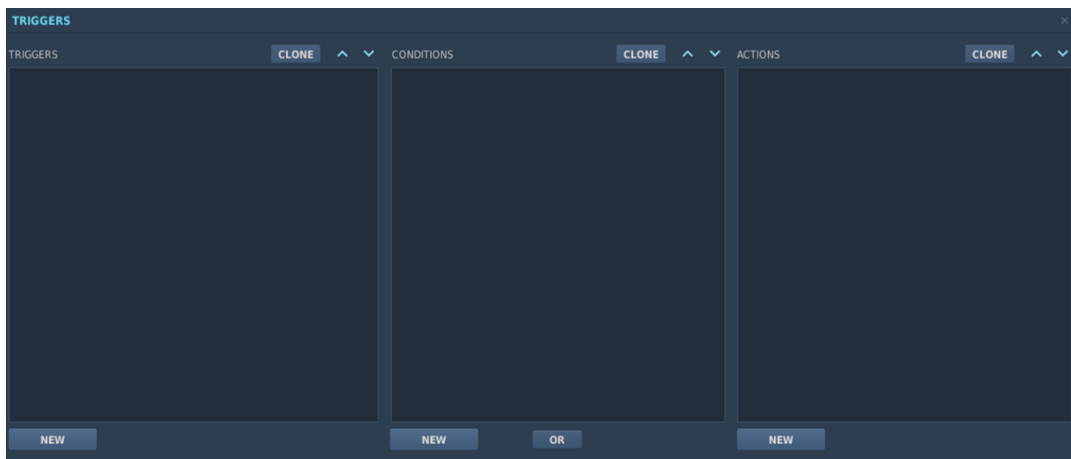 TRIGGERS
TRIGGERS CLONE CONDITIONS CLONE ACTIONS CLONE
NEW NEW OR NEW